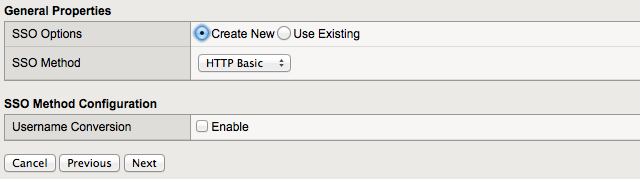 General Properties
SSO Options Create New Use Existing
SSO Method HTTP Basic
SSO Method Configuration
Username Conversion Enable
Cancel Previous Next